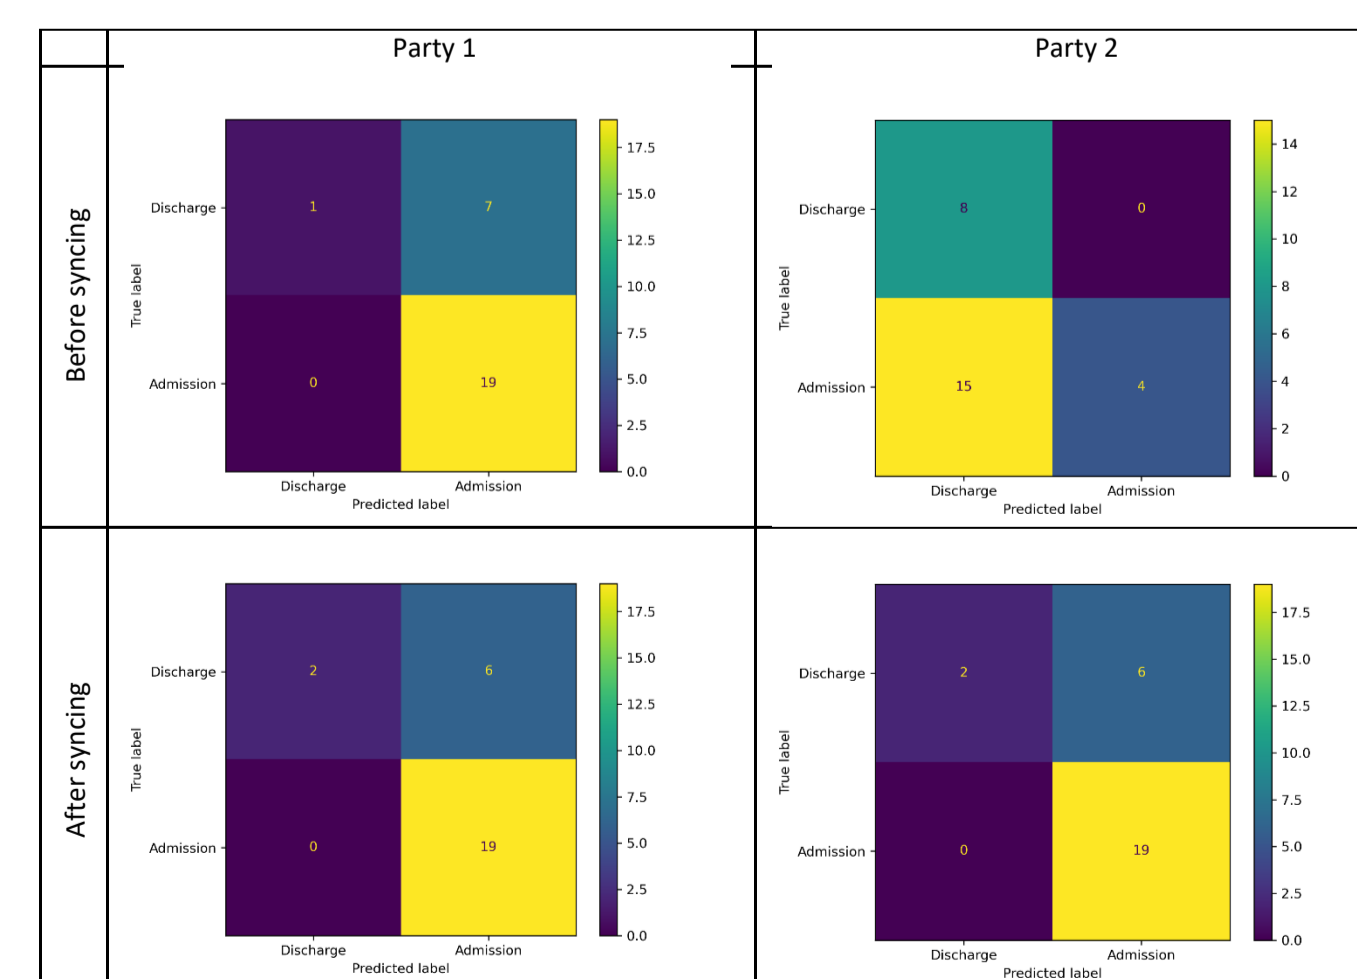 Party 1
Party 2
Before syncing
Discharge
1
7
True label
Admission
0
19
Discharge
Admission
Predicted label
17.5
15.0
12.5
10.0
7.5
5.0
2.5
0.0
Discharge
8
0
True label
Admission
15
4
Discharge
Admission
Predicted label
14
12
10
8
6
4
2
0
After syncing
Discharge
2
6
True label
Admission
0
19
Discharge
Admission
Predicted label
17.5
15.0
12.5
10.0
7.5
5.0
2.5
0.0
Discharge
2
6
True label
Admission
0
19
Discharge
Admission
Predicted label
17.5
15.0
12.5
10.0
7.5
5.0
2.5
0.0